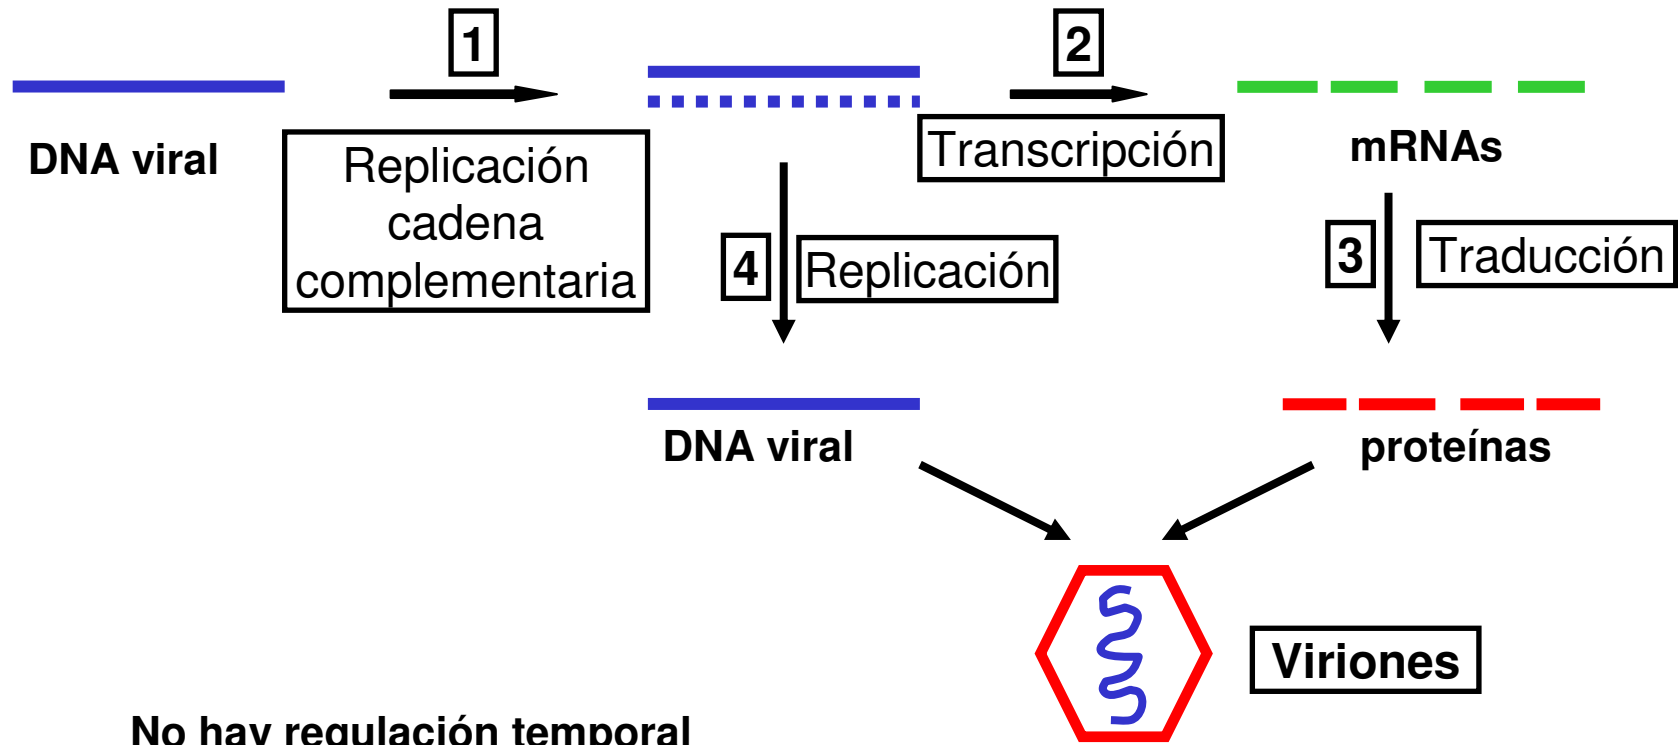 1
2
DNA viral
Replicación
cadena
complementaria
Transcripción
mRNAs
4
Replicación
3
Traducción
DNA viral
proteínas
Viriones
No hay regulación temporal